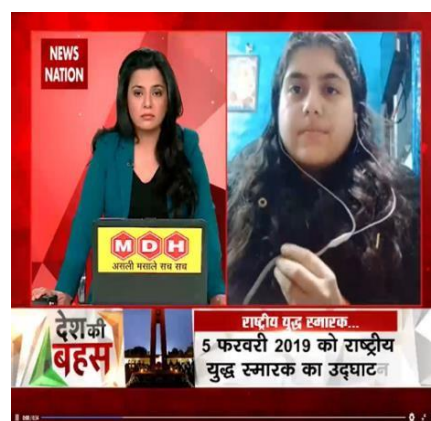 NEWS
NATION
MDH
असली मसाले सच सच
देश की
बहस
राष्ट्रीय युद्ध स्मारक...
5 फरवरी 2019 को राष्ट्रीय
युद्ध स्मारक का उद्घाटन